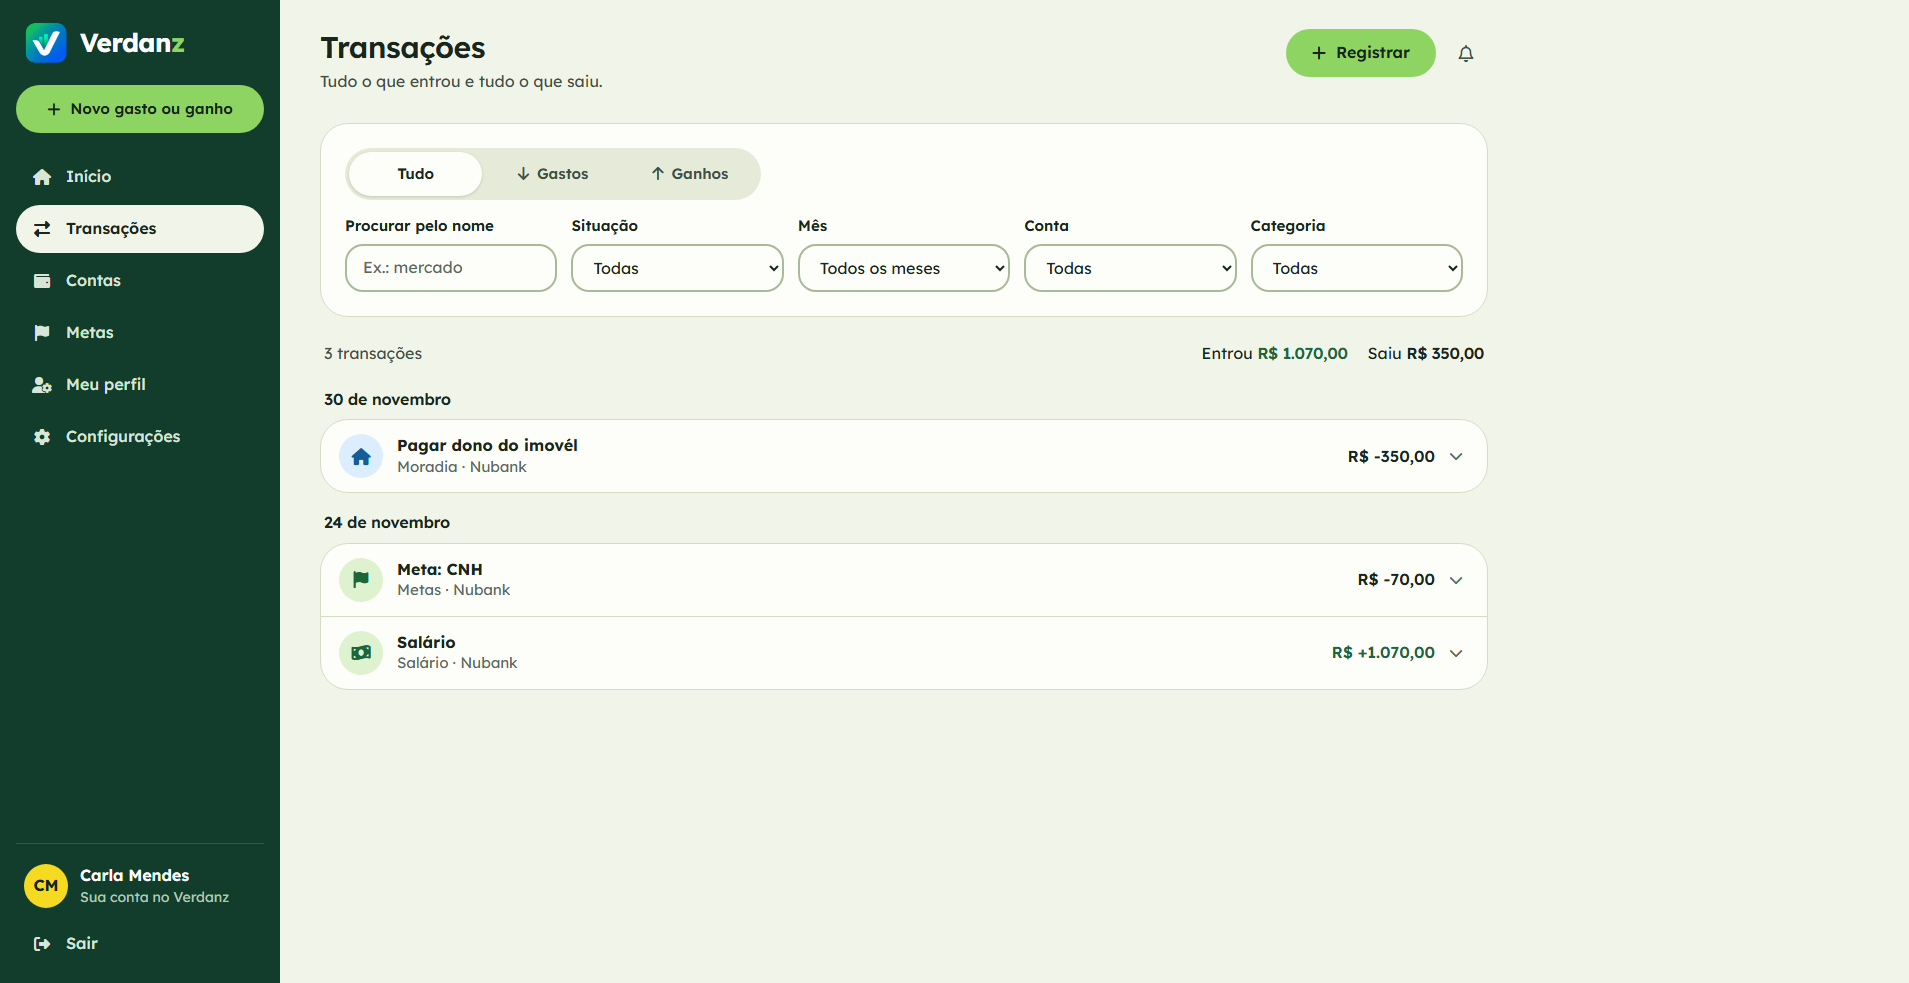 Verdanz
+ Novo gasto ou ganho
Início
Transações
Contas
Metas
Meu perfil
Configurações
CM
Carla Mendes
Sua conta no Verdanz
Sair
Transações
Tudo o que entrou e tudo o que saiu.
+ Registrar
Tudo
↓ Gastos
↑ Ganhos
Procurar pelo nome
Ex.: mercado
Situação
Todas
Mês
Todos os meses
Conta
Todas
Categoria
Todas
3 transações
Entrou R$ 1.070,00 Saiu R$ 350,00
30 de novembro
Pagar dono do imovél
Moradia · Nubank
R$ -350,00
24 de novembro
Meta: CNH
Metas · Nubank
R$ -70,00
Salário
Salário · Nubank
R$ +1.070,00